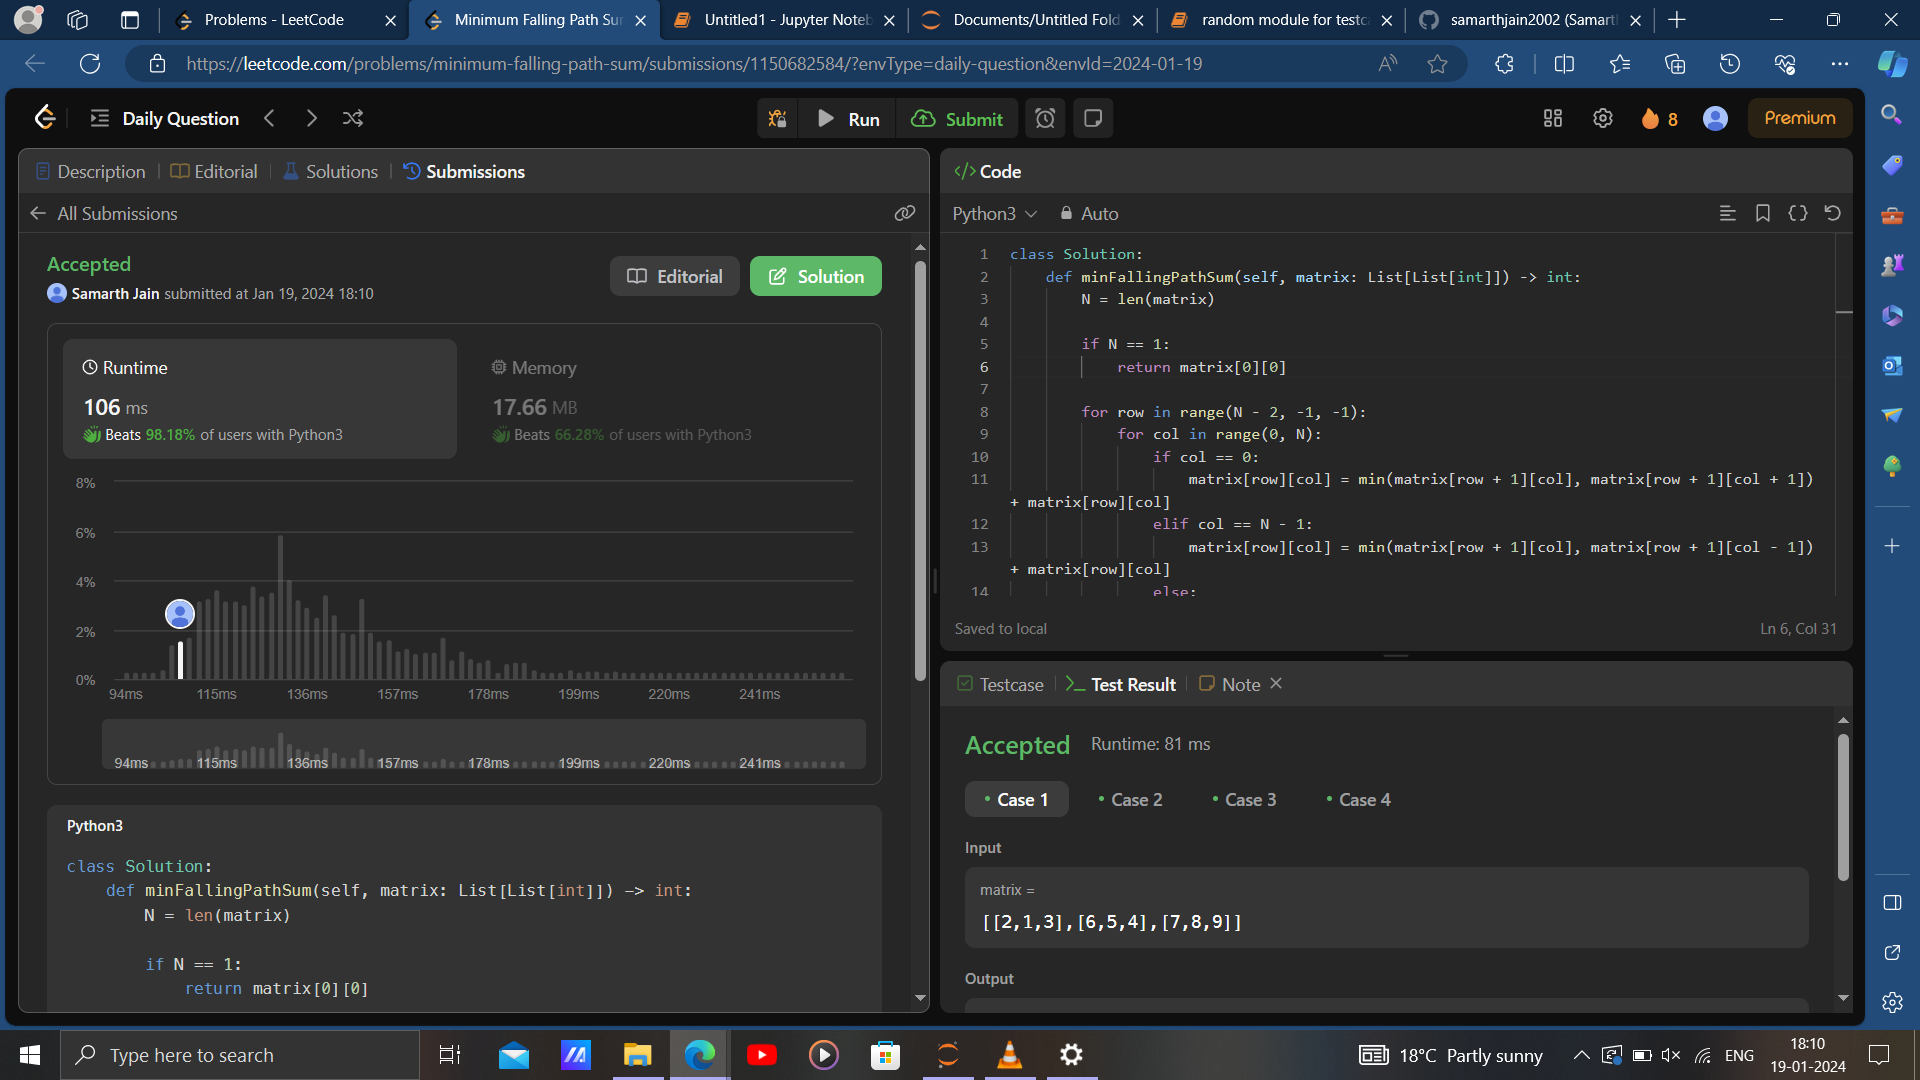 Problems - LeetCode
Minimum Falling Path Su
Untitled1 - Jupyter Noteb
Documents/Untitled Fold
random module for testc
samarthjain2002 (Samart
https://leetcode.com/problems/minimum-falling-path-sum/submissions/1150682584/?envType=daily-question&envId=2024-01-19
Daily Question
Run
Submit
8
Premium
Description
Editorial
Solutions
Submissions
All Submissions
Accepted
Samarth Jain submitted at Jan 19, 2024 18:10
Editorial
Solution
Runtime
106 ms
Beats 98.18% of users with Python3
Memory
17.66 MB
Beats 66.28% of users with Python3
8%
6%
4%
2%
0%
94ms 115ms 136ms 157ms 178ms 199ms 220ms 241ms
94ms 115ms 136ms 157ms 178ms 199ms 220ms 241ms
Python3
class Solution:
def minFallingPathSum(self, matrix: List[List[int]]) -> int:
N = len(matrix)
if N == 1:
return matrix[0][0]
</> Code
Python3
Auto
1 class Solution:
2 def minFallingPathSum(self, matrix: List[List[int]]) -> int:
3 N = len(matrix)
4
5 if N == 1:
6 return matrix[0][0]
7
8 for row in range(N - 2, -1, -1):
9 for col in range(0, N):
10 if col == 0:
11 matrix[row][col] = min(matrix[row + 1][col], matrix[row + 1][col + 1])
+ matrix[row][col]
12 elif col == N - 1:
13 matrix[row][col] = min(matrix[row + 1][col], matrix[row + 1][col - 1])
+ matrix[row][col]
14 else:
Saved to local
Ln 6, Col 31
Testcase
Test Result
Note
Accepted Runtime: 81 ms
Case 1
Case 2
Case 3
Case 4
Input
matrix =
[[2,1,3],[6,5,4],[7,8,9]]
Output
Type here to search
18°C Partly sunny
ENG
18:10
19-01-2024